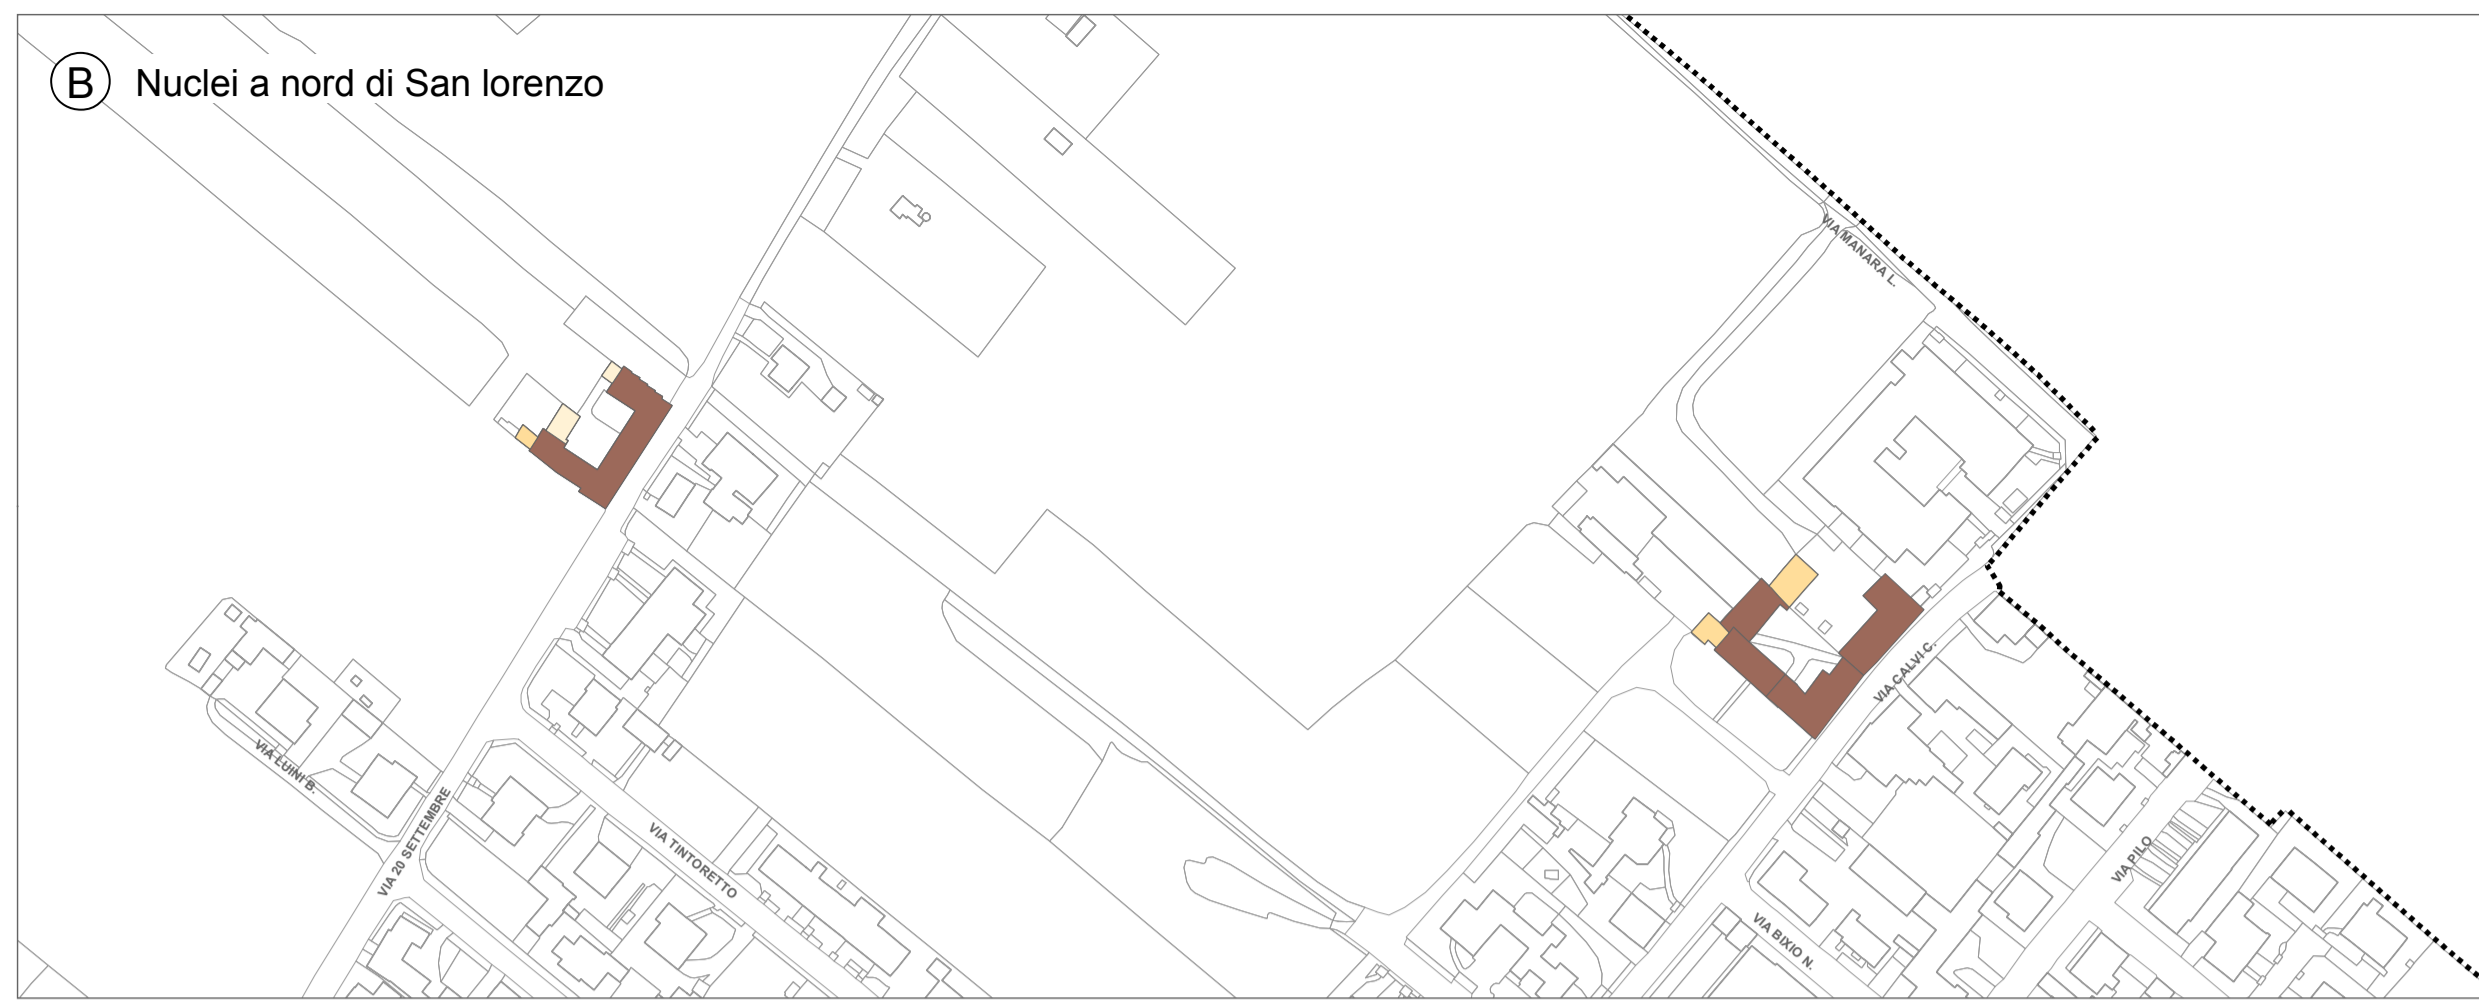 B Nuclei a nord di San lorenzo
VIA MANARA L.
VIA CALVI C.
VIA LUINI B.
VIA 20 SETTEMBRE
VIA TINTORETTO
VIA PILO
VIA BIXIO N.